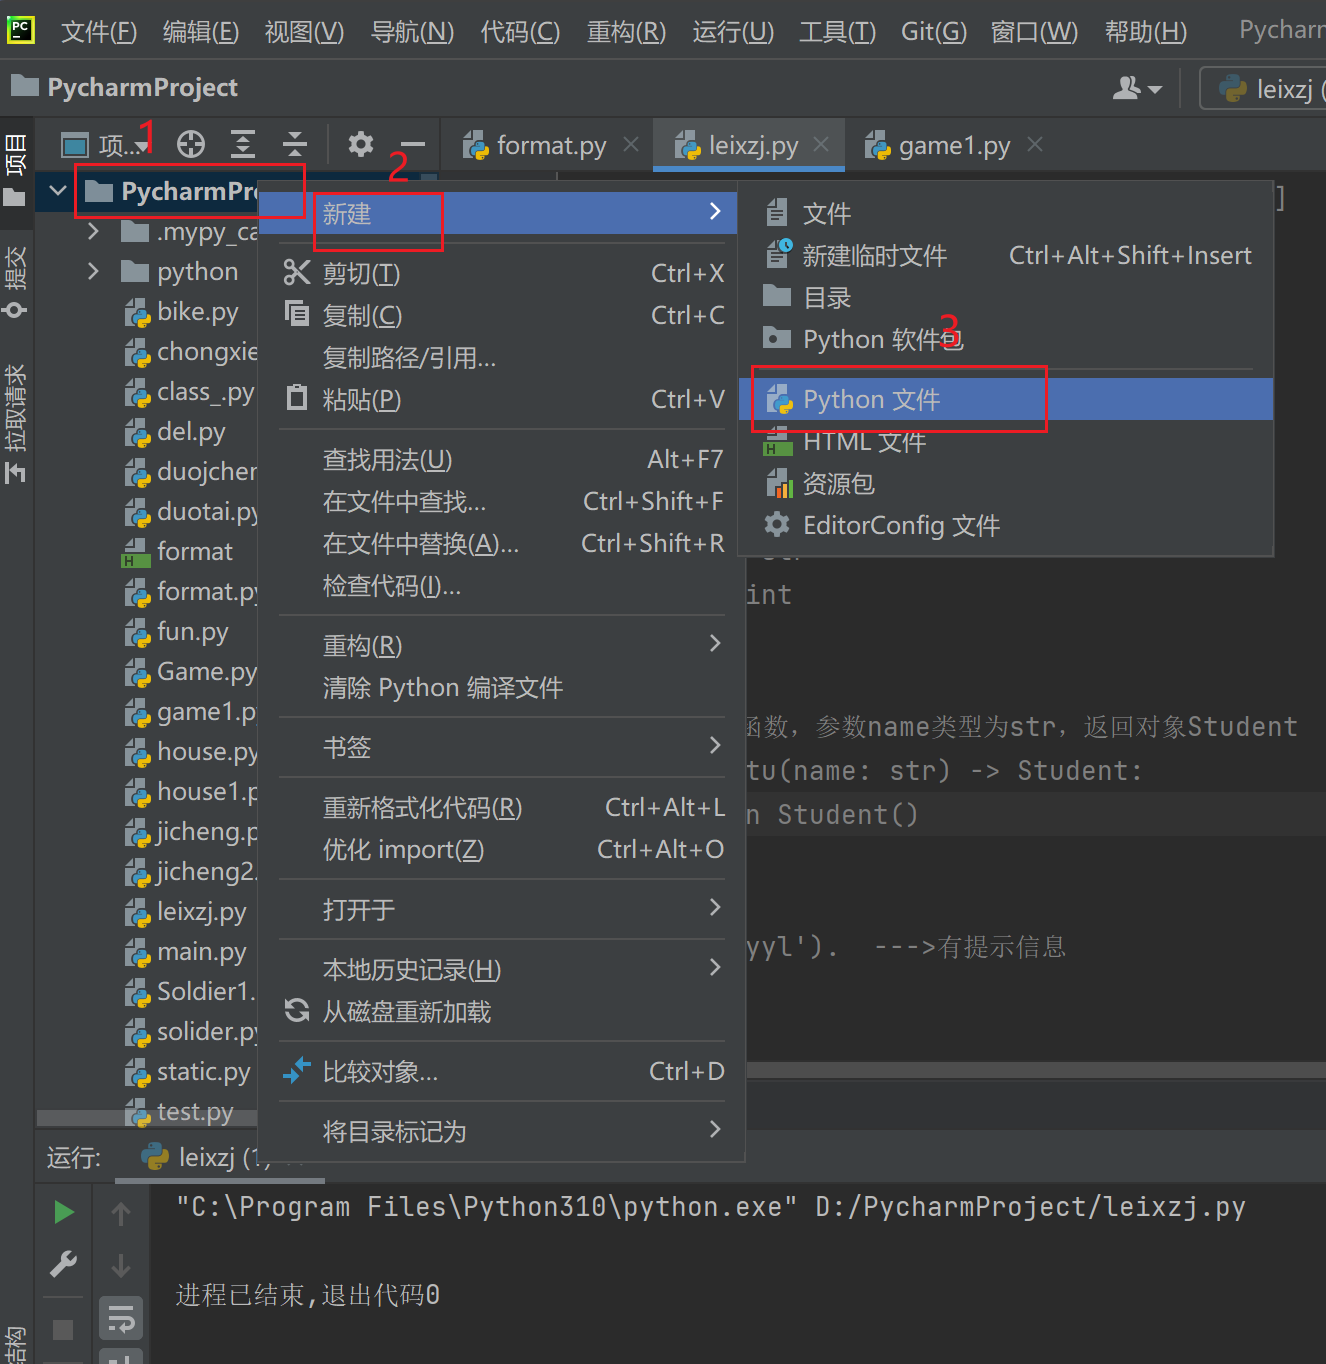 PC 文件(F) 编辑(E) 视图(V) 导航(N) 代码(C) 重构(R) 运行(U) 工具(T) Git(G) 窗口(W) 帮助(H) Pycharm
PycharmProject leixzj (
项目
提交
拉取请求
结构
项... 1 2 format.py leixzj.py game1.py
PycharmPr
.mypy_ca
python
bike.py
chongxie
class_.py
del.py
duojcher
duotai.py
format
format.py
fun.py
Game.py
game1.py
house.py
house1.p
jicheng.p
jicheng2.
leixzj.py
main.py
Soldier1.
solider.py
static.py
test.py
新建
剪切(T) Ctrl+X
复制(C) Ctrl+C
复制路径/引用...
粘贴(P) Ctrl+V
查找用法(U) Alt+F7
在文件中查找... Ctrl+Shift+F
在文件中替换(A)... Ctrl+Shift+R
检查代码(I)...
重构(R)
清除 Python 编译文件
书签
重新格式化代码(R) Ctrl+Alt+L
优化 import(Z) Ctrl+Alt+O
打开于
本地历史记录(H)
从磁盘重新加载
比较对象... Ctrl+D
将目录标记为
文件
新建临时文件 Ctrl+Alt+Shift+Insert
目录
Python 软件包 3
Python 文件
HTML 文件
资源包
EditorConfig 文件
]
int
函数，参数name类型为str，返回对象Student
tu(name: str) -> Student:
n Student()
yyl'). --->有提示信息
运行: leixzj (1)
"C:\Program Files\Python310\python.exe" D:/PycharmProject/leixzj.py
进程已结束,退出代码0